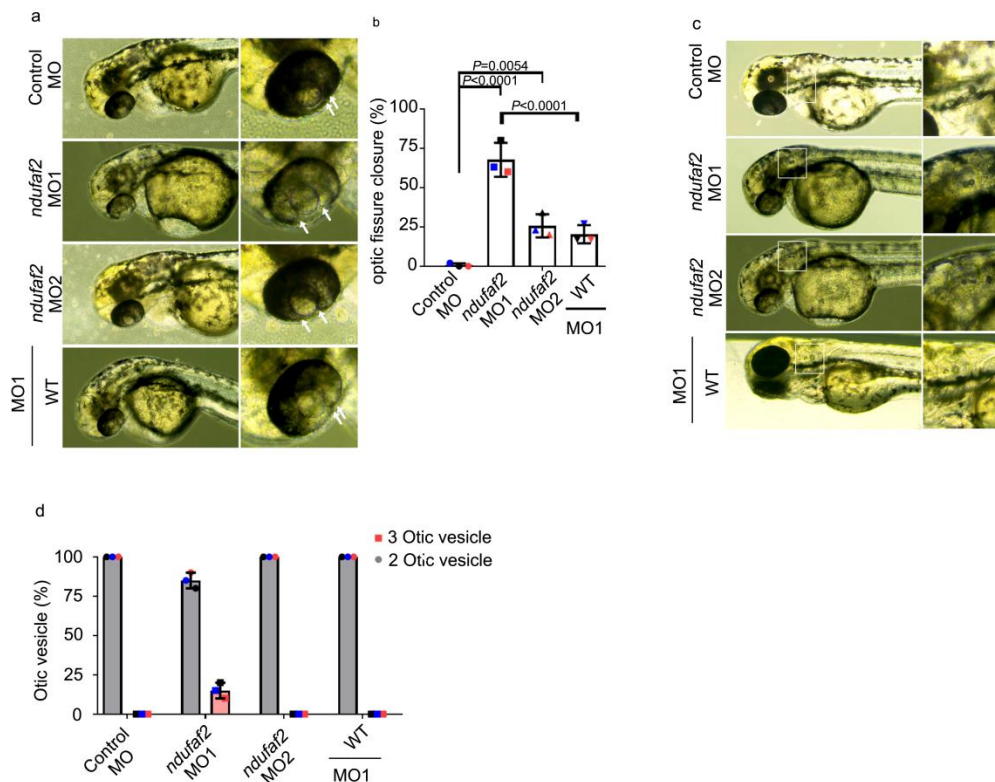 a
Control
MO
ndufaf2
MO1
ndufaf2
MO2
MO1
WT
b
P=0.0054
P<0.0001
P<0.0001
optic fissure closure (%)
100
75
50
25
0
Control
MO
ndufaf2
MO1
ndufaf2
MO2
WT
MO1
c
Control
MO
ndufaf2
MO1
ndufaf2
MO2
MO1
WT
d
3 Otic vesicle
2 Otic vesicle
Otic vesicle (%)
100
75
50
25
0
Control
MO
ndufaf2
MO1
ndufaf2
MO2
WT
MO1